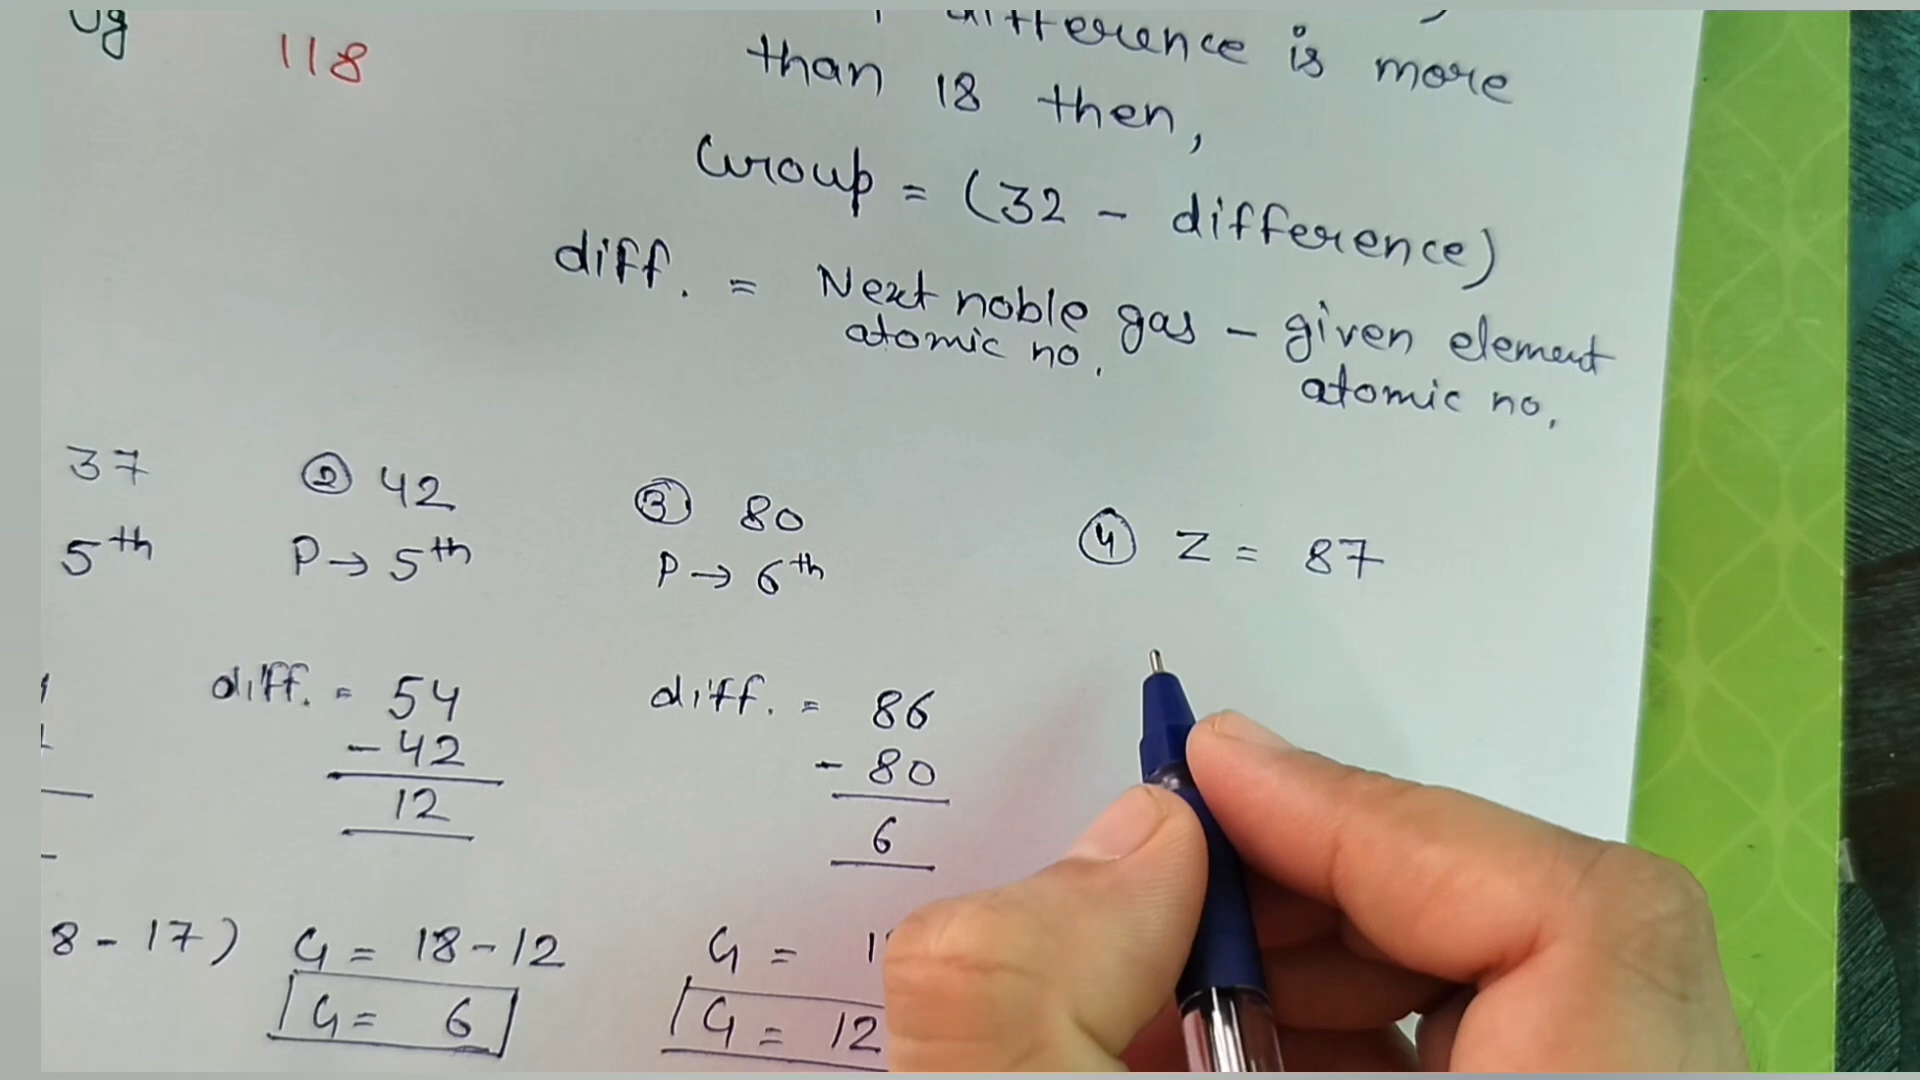 118
difference is more
than 18 then,
Group = (32 - difference)
diff. = Next noble gas - given element
atomic no. atomic no.
37 ② 42 ③ 80 ④ Z = 87
5th P → 5th P → 6th
diff. = 54 diff. = 86
- 42 - 80
12 6
8 - 17) G = 18 - 12 G = 1
G = 6 G = 12